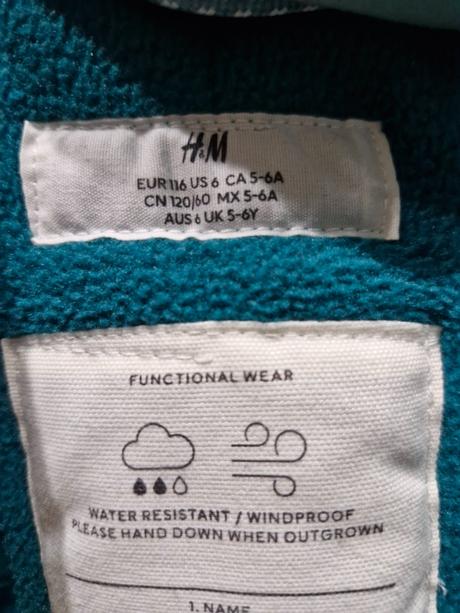 H&M
EUR 116 US 6 CA 5-6A
CN 120/60 MX 5-6A
AUS 6 UK 5-6Y
FUNCTIONAL WEAR
WATER RESISTANT / WINDPROOF
PLEASE HAND DOWN WHEN OUTGROWN
1. NAME